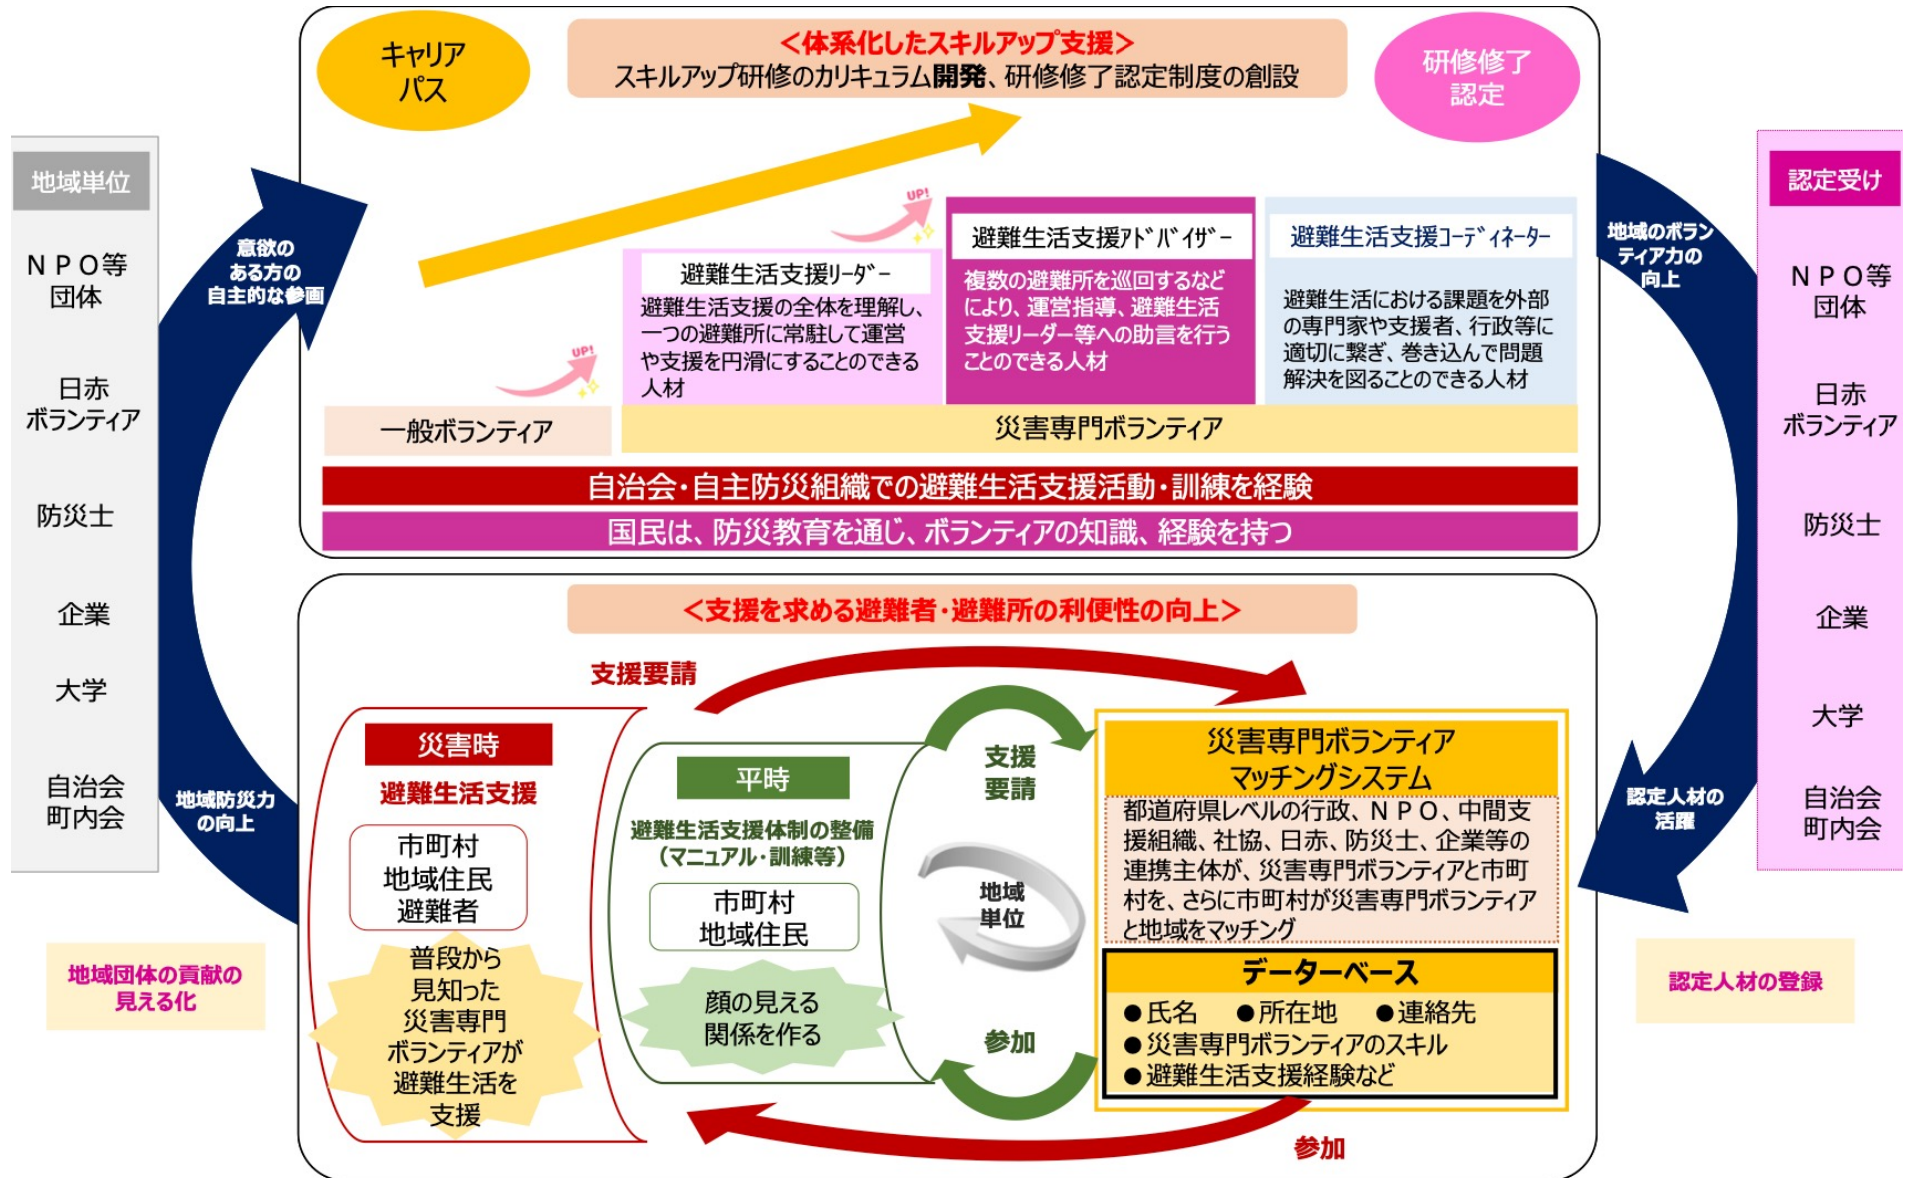 キャリア
パス
<体系化したスキルアップ支援>
スキルアップ研修のカリキュラム開発、研修修了認定制度の創設
研修修了
認定
地域単位
NPO等
団体
日赤
ボランティア
防災士
企業
大学
自治会
町内会
意欲の
ある方の
自主的な参画
地域防災力
の向上
地域団体の貢献の
見える化
UP!
UP!
避難生活支援ﾘｰﾀﾞｰ
避難生活支援の全体を理解し、
一つの避難所に常駐して運営
や支援を円滑にすることのできる
人材
避難生活支援ｱﾄﾞﾊﾞｲｻﾞｰ
複数の避難所を巡回するなど
により、運営指導、避難生活
支援リーダー等への助言を行う
ことのできる人材
避難生活支援ｺｰﾃﾞｨﾈｰﾀｰ
避難生活における課題を外部
の専門家や支援者、行政等に
適切に繋ぎ、巻き込んで問題
解決を図ることのできる人材
一般ボランティア
災害専門ボランティア
自治会・自主防災組織での避難生活支援活動・訓練を経験
国民は、防災教育を通じ、ボランティアの知識、経験を持つ
地域のボラン
ティア力の
向上
認定受け
NPO等
団体
日赤
ボランティア
防災士
企業
大学
自治会
町内会
認定人材の
活躍
認定人材の登録
<支援を求める避難者・避難所の利便性の向上>
支援要請
災害時
避難生活支援
市町村
地域住民
避難者
普段から
見知った
災害専門
ボランティアが
避難生活を
支援
平時
避難生活支援体制の整備
（マニュアル・訓練等）
市町村
地域住民
顔の見える
関係を作る
支援
要請
地域
単位
参加
災害専門ボランティア
マッチングシステム
都道府県レベルの行政、NPO、中間支
援組織、社協、日赤、防災士、企業等の
連携主体が、災害専門ボランティアと市町
村を、さらに市町村が災害専門ボランティア
と地域をマッチング
データーベース
●氏名 ●所在地 ●連絡先
●災害専門ボランティアのスキル
●避難生活支援経験など
参加